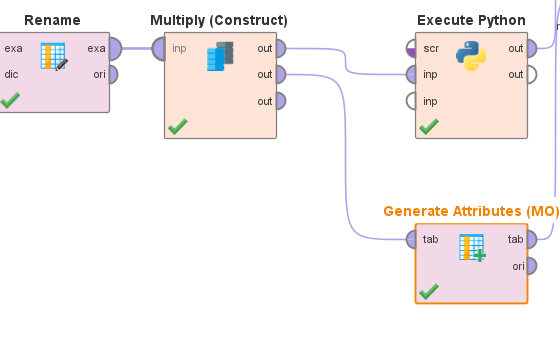 Rename
Multiply (Construct)
Execute Python
exa exa
dic ori
inp out
out
out
scr out
inp out
inp
Generate Attributes (MO)
tab tab
ori